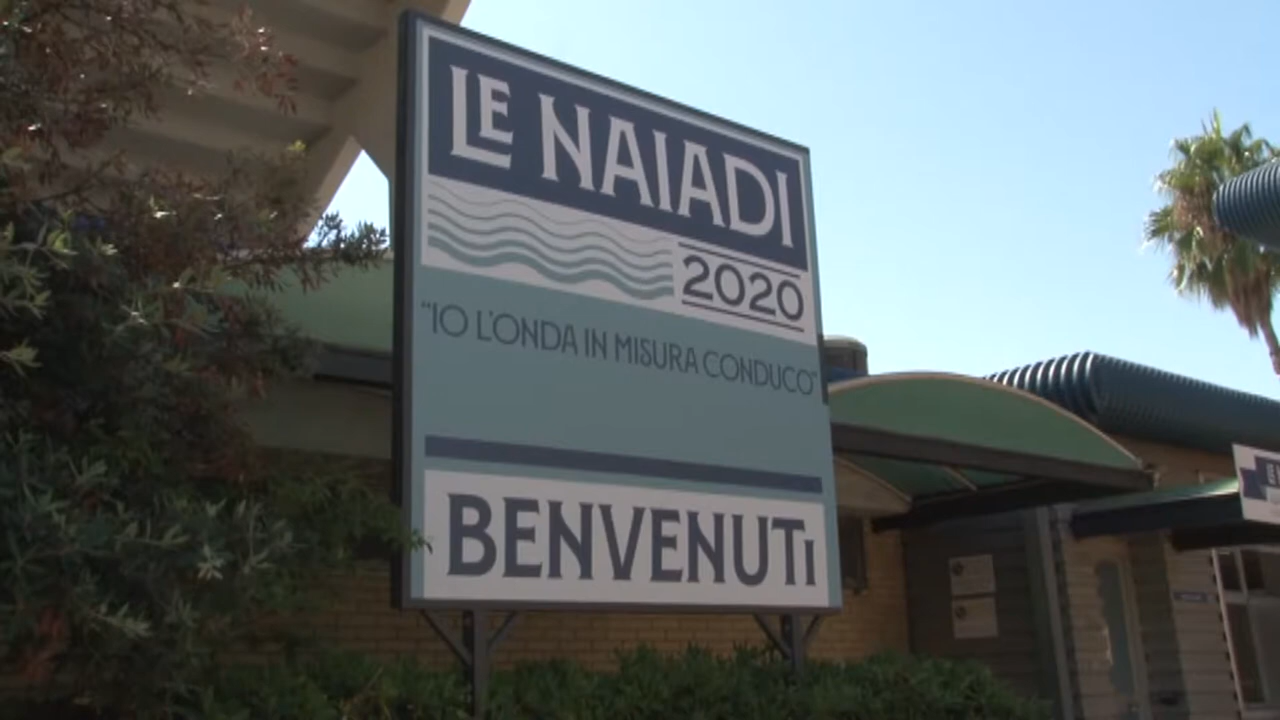 LE NAIADI
2020
"IO L'ONDA IN MISURA CONDUCO"
BENVENUTI